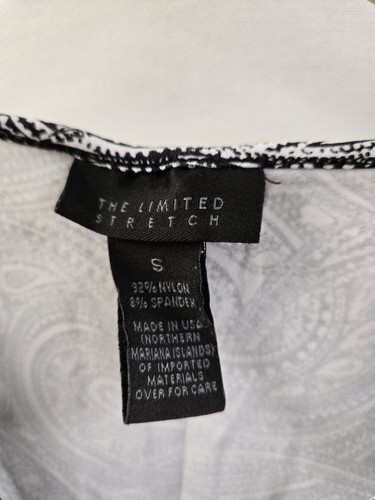 THE LIMITED
STRETCH
S
92% NYLON
8% SPANDEX
MADE IN USA
(NORTHERN
MARIANA ISLANDS)
OF IMPORTED
MATERIALS
OVER FOR CARE